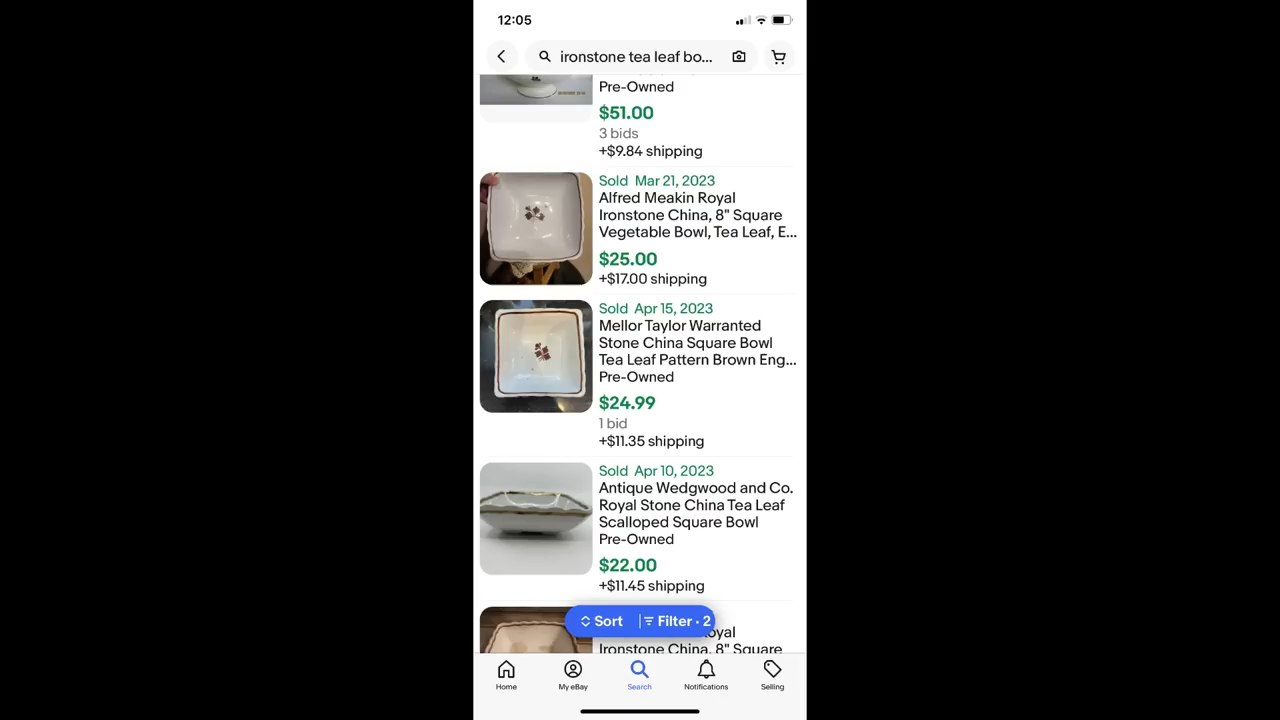 12:05
ironstone tea leaf bo...
Pre-Owned
$51.00
3 bids
+$9.84 shipping
Sold Mar 21, 2023
Alfred Meakin Royal
Ironstone China, 8" Square
Vegetable Bowl, Tea Leaf, E...
$25.00
+$17.00 shipping
Sold Apr 15, 2023
Mellor Taylor Warranted
Stone China Square Bowl
Tea Leaf Pattern Brown Eng...
Pre-Owned
$24.99
1 bid
+$11.35 shipping
Sold Apr 10, 2023
Antique Wedgwood and Co.
Royal Stone China Tea Leaf
Scalloped Square Bowl
Pre-Owned
$22.00
+$11.45 shipping
Sort Filter · 2
Ironstone China, 8" Square
Home My eBay Search Notifications Selling